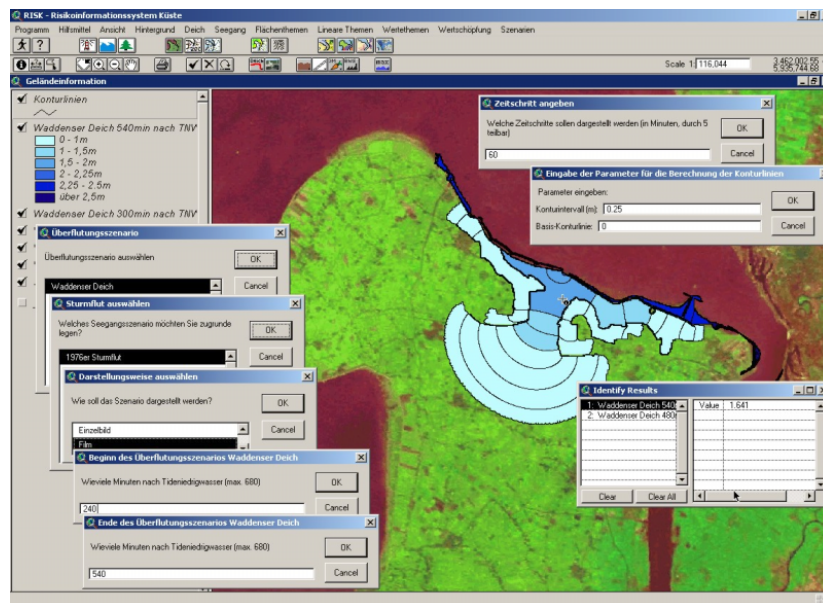 RISK - Risikoinformationssystem Küste
Programm Hilfsmittel Ansicht Hintergrund Deich Seegang Flächenthemen Lineare Themen Wertethemen Wertschöpfung Szenarien
Scale 1: 116,044
3.462.002,55
5.935.744,68
Geländeinformation
Konturlinien
Waddenser Deich 540min nach TNV
0 - 1m
1 - 1,5m
1,5 - 2m
2 - 2,25m
2,25 - 2.5m
über 2,5m
Waddenser Deich 300min nach TNV
Überflutungsszenario
Überflutungsszenario auswählen
OK
Waddenser Deich
Cancel
Sturmflut auswählen
Welches Seegangsszenario möchten Sie zugrunde
legen?
OK
1976er Sturmflut
Cancel
Darstellungsweise auswählen
Wie soll das Szenario dargestellt werden?
OK
Einzelbild
Cancel
Film
Beginn des Überflutungsszenarios Waddenser Deich
Wieviele Minuten nach Tideniedrigwasser (max. 680)
OK
240
Cancel
Ende des Überflutungsszenarios Waddenser Deich
Wieviele Minuten nach Tideniedrigwasser (max. 680)
OK
540
Cancel
Zeitschritt angeben
Welche Zeitschritte sollen dargestellt werden (in Minuten, durch 5
teilbar)
OK
60
Cancel
Eingabe der Parameter für die Berechnung der Konturlinien
Parameter eingeben:
Konturintervall (m): 0.25
OK
Basis-Konturlinie: 0
Cancel
Identify Results
1: Waddenser Deich 540
Value 1.641
2: Waddenser Deich 480
Clear Clear All